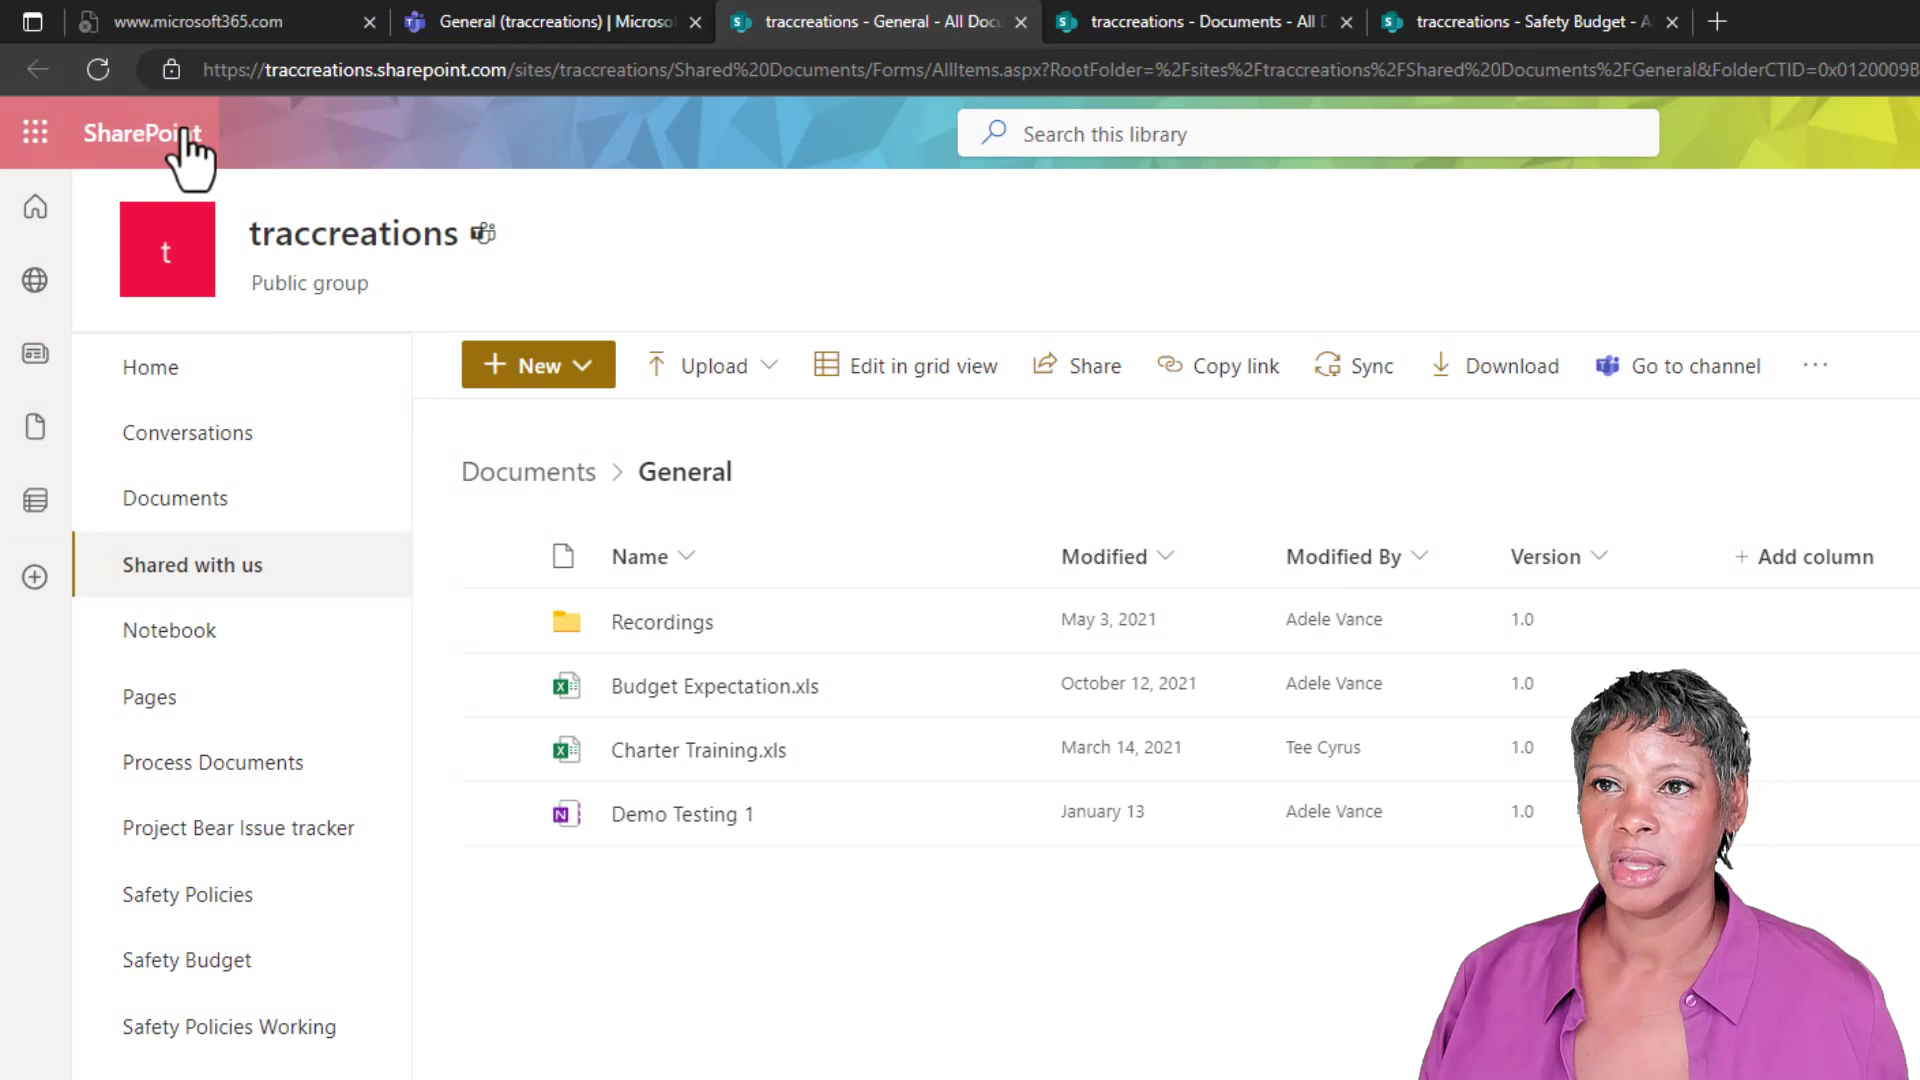 www.microsoft365.com
General (traccreations) | Microso
traccreations - General - All Doc
traccreations - Documents - All D
traccreations - Safety Budget - A
https://traccreations.sharepoint.com/sites/traccreations/Shared%20Documents/Forms/AllItems.aspx?RootFolder=%2Fsites%2Ftraccreations%2FShared%20Documents%2FGeneral&FolderCTID=0x0120009B
SharePoint
Search this library
t
traccreations
Public group
Home
Conversations
Documents
Shared with us
Notebook
Pages
Process Documents
Project Bear Issue tracker
Safety Policies
Safety Budget
Safety Policies Working
+ New
Upload
Edit in grid view
Share
Copy link
Sync
Download
Go to channel
...
Documents > General
Name Modified Modified By Version + Add column
Recordings May 3, 2021 Adele Vance 1.0
Budget Expectation.xls October 12, 2021 Adele Vance 1.0
Charter Training.xls March 14, 2021 Tee Cyrus 1.0
Demo Testing 1 January 13 Adele Vance 1.0